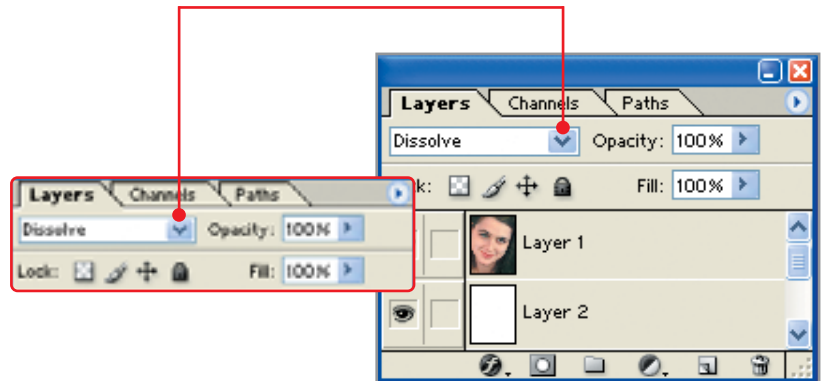 Layers Channels Paths
Dissolve Opacity: 100%
k: Fill: 100%
Layer 1
Layer 2
Layers Channels Paths
Dissolve Opacity: 100%
Lock: Fill: 100%